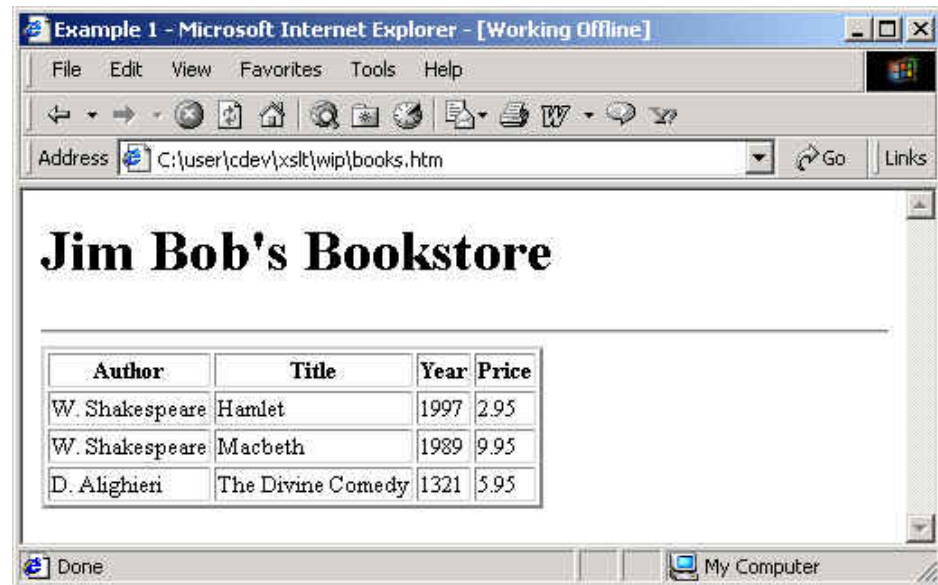 Example 1 - Microsoft Internet Explorer - [Working Offline]
File Edit View Favorites Tools Help
Address C:\user\cdev\xslt\wip\books.htm Go Links
Jim Bob's Bookstore
Author Title Year Price
W. Shakespeare Hamlet 1997 2.95
W. Shakespeare Macbeth 1989 9.95
D. Alighieri The Divine Comedy 1321 5.95
Done My Computer